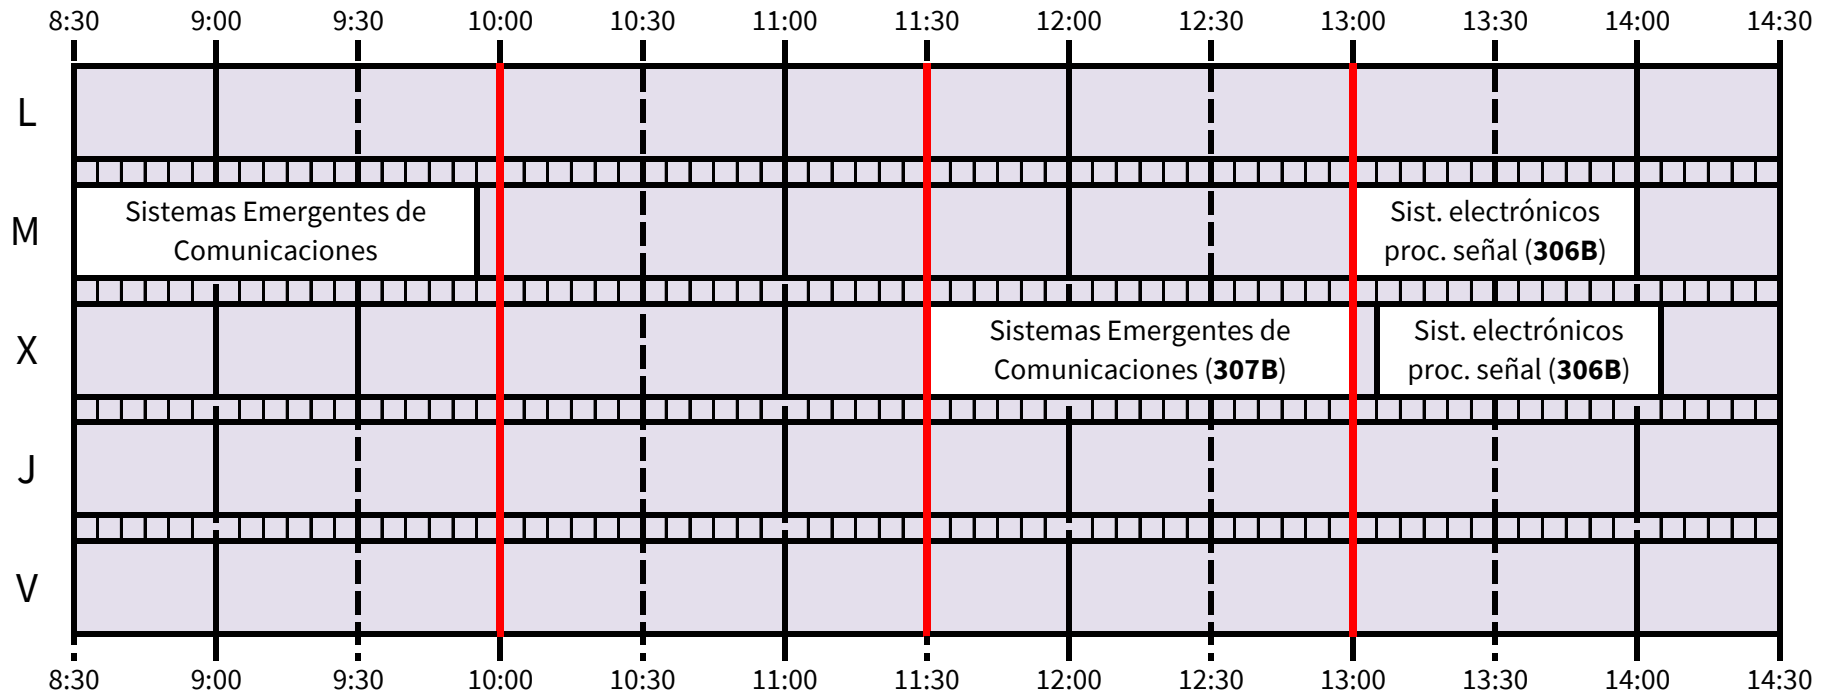 8:30 9:00 9:30 10:00 10:30 11:00 11:30 12:00 12:30 13:00 13:30 14:00 14:30
L
M
Sistemas Emergentes de
Comunicaciones
Sist. electrónicos
proc. señal (306B)
X
Sistemas Emergentes de
Comunicaciones (307B)
Sist. electrónicos
proc. señal (306B)
J
V
8:30 9:00 9:30 10:00 10:30 11:00 11:30 12:00 12:30 13:00 13:30 14:00 14:30